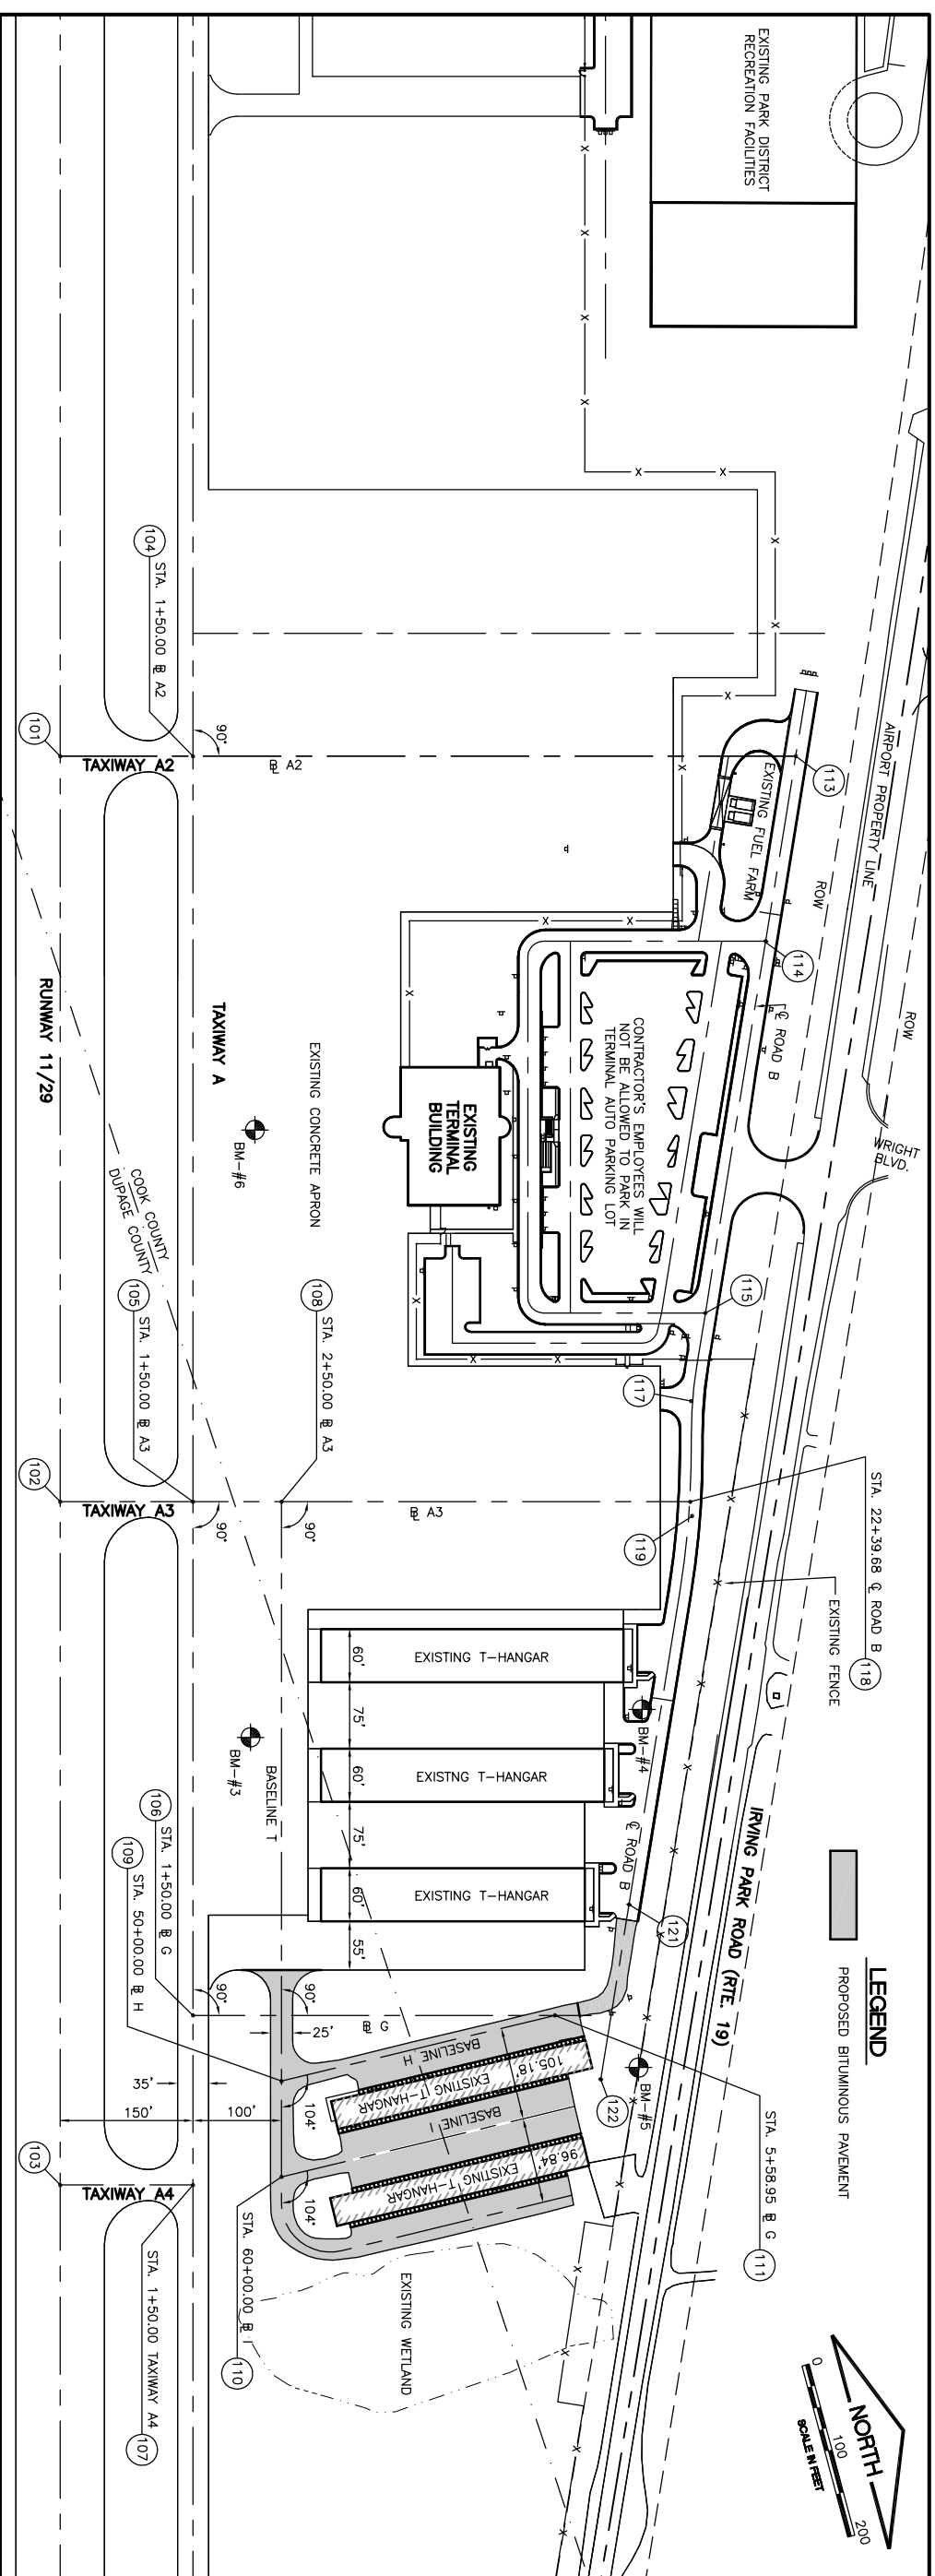 EXISTING PARK DISTRICT
RECREATION FACILITIES
104
STA. 1+50.00 ⅊ A2
101
TAXIWAY A2
90°
⅊ A2
113
EXISTING FUEL FARM
AIRPORT PROPERTY LINE
ROW
ROW
114
℄ ROAD B
WRIGHT
BLVD.
RUNWAY 11/29
TAXIWAY A
EXISTING CONCRETE APRON
BM-#6
EXISTING
TERMINAL
BUILDING
CONTRACTOR'S EMPLOYEES WILL
NOT BE ALLOWED TO PARK IN
TERMINAL AUTO PARKING LOT
COOK COUNTY
DUPAGE COUNTY
105
STA. 1+50.00 ⅊ A3
108
STA. 2+50.00 ⅊ A3
115
117
102
TAXIWAY A3
90°
90°
⅊ A3
119
STA. 22+39.68 ℄ ROAD B
118
EXISTING FENCE
EXISTING T-HANGAR
60'
75'
EXISTNG T-HANGAR
60'
75'
EXISTING T-HANGAR
60'
55'
BM-#4
BM-#3
BASELINE T
℄ ROAD B
121
IRVING PARK ROAD (RTE. 19)
106
STA. 1+50.00 ⅊ G
109
STA. 50+00.00 ⅊ H
90°
90°
25'
⅊ G
BASELINE H
105.18'
EXISTING T-HANGAR
BASELINE I
96.84'
EXISTING T-HANGAR
104°
104°
35'
150'
100'
122
BM-#5
STA. 5+58.95 ⅊ G
111
103
TAXIWAY A4
STA. 1+50.00 TAXIWAY A4
107
STA. 60+00.00 ⅊ I
110
EXISTING WETLAND
LEGEND
PROPOSED BITUMINOUS PAVEMENT
NORTH
0
100
200
SCALE IN FEET